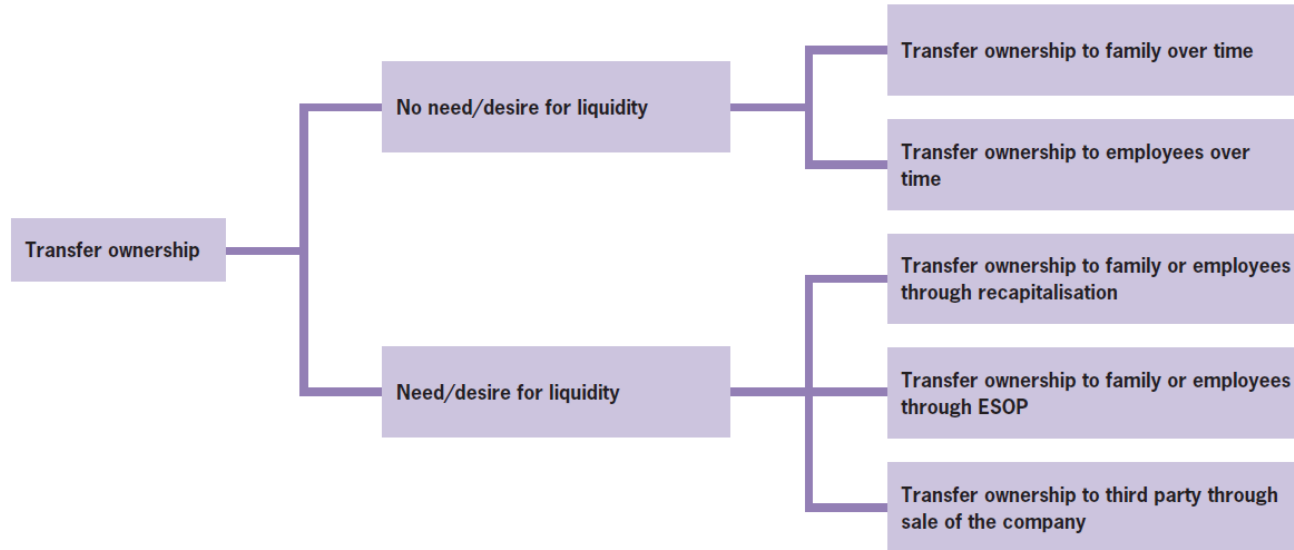 Transfer ownership
No need/desire for liquidity
Need/desire for liquidity
Transfer ownership to family over time
Transfer ownership to employees over
time
Transfer ownership to family or employees
through recapitalisation
Transfer ownership to family or employees
through ESOP
Transfer ownership to third party through
sale of the company